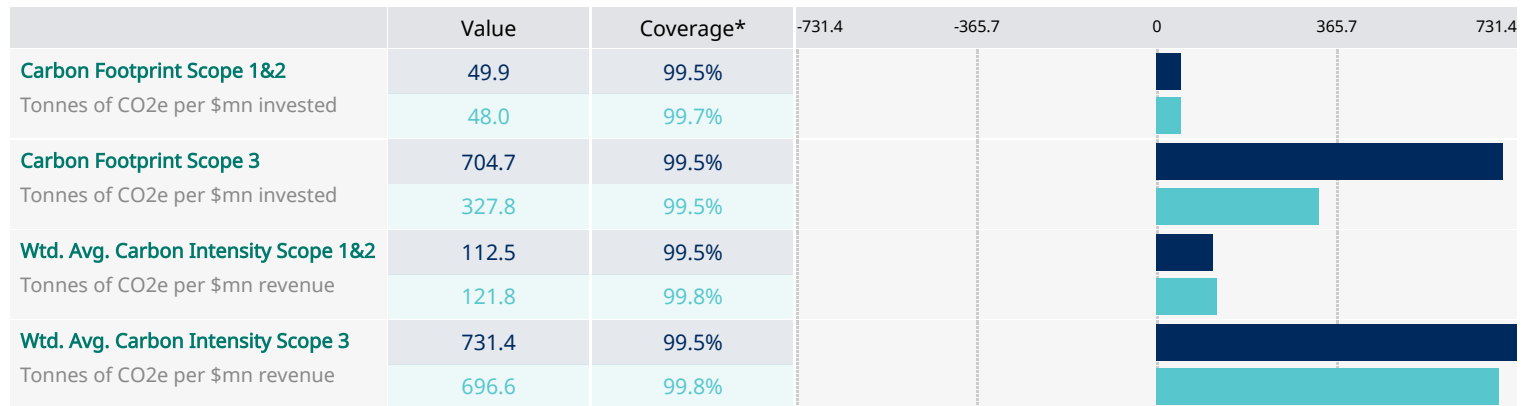 Value Coverage* -731.4 -365.7 0 365.7 731.4
Carbon Footprint Scope 1&2 49.9 99.5%
Tonnes of CO2e per $mn invested 48.0 99.7%
Carbon Footprint Scope 3 704.7 99.5%
Tonnes of CO2e per $mn invested 327.8 99.5%
Wtd. Avg. Carbon Intensity Scope 1&2 112.5 99.5%
Tonnes of CO2e per $mn revenue 121.8 99.8%
Wtd. Avg. Carbon Intensity Scope 3 731.4 99.5%
Tonnes of CO2e per $mn revenue 696.6 99.8%